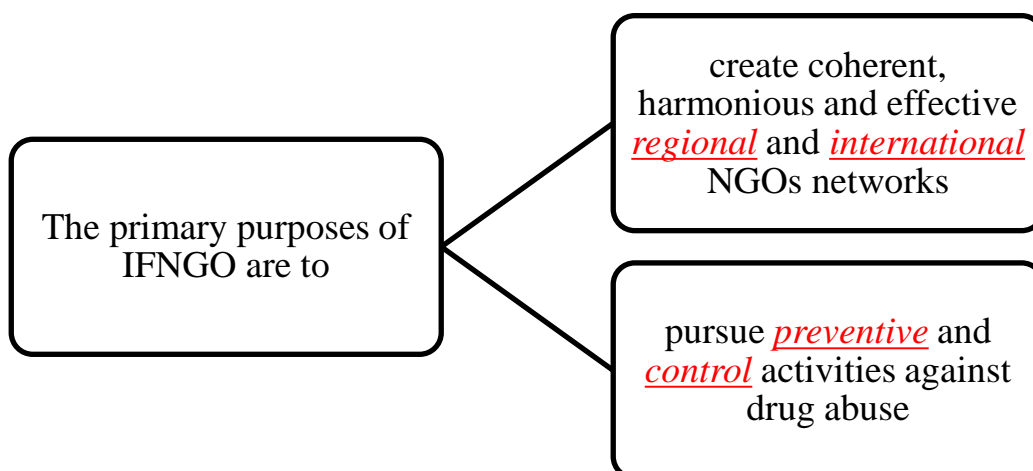 The primary purposes of
IFNGO are to
create coherent,
harmonious and effective
regional and international
NGOs networks
pursue preventive and
control activities against
drug abuse